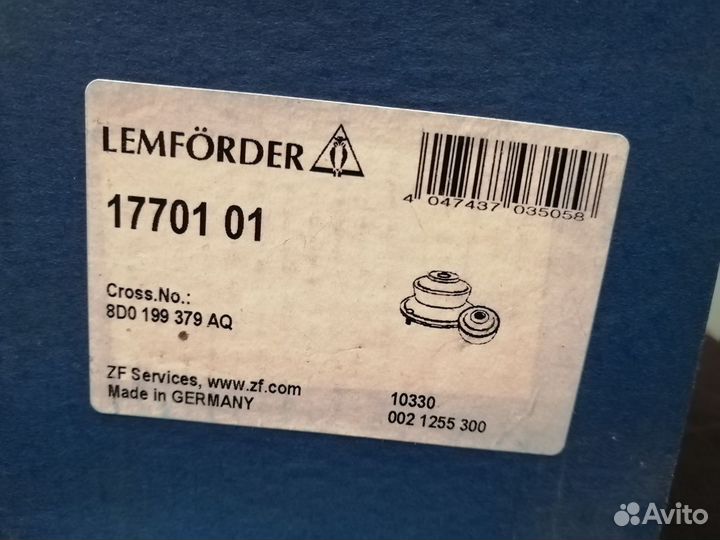 LEMFÖRDER
17701 01
4 047437 035058
Cross.No.:
8D0 199 379 AQ
ZF Services, www.zf.com
Made in GERMANY
10330
002 1255 300
Avito